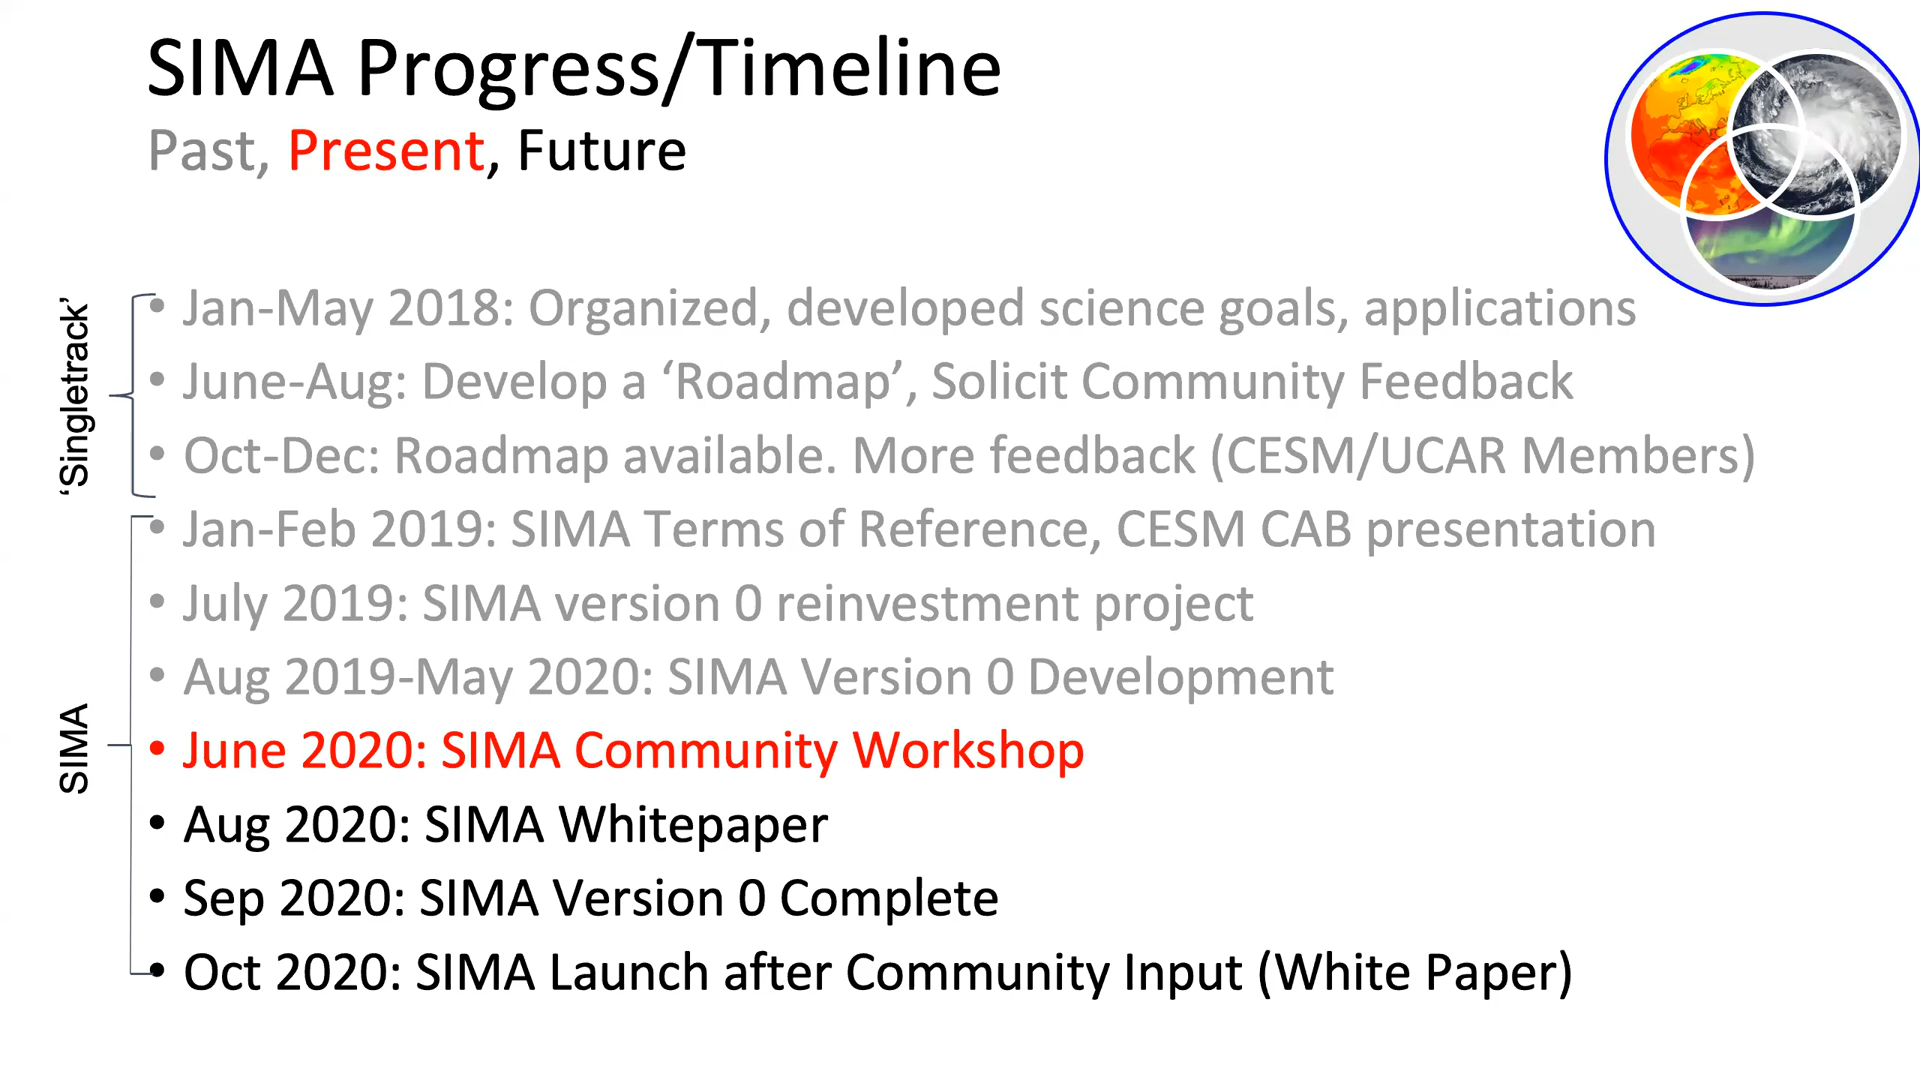 SIMA Progress/Timeline
Past, Present, Future
‘Singletrack’
• Jan-May 2018: Organized, developed science goals, applications
• June-Aug: Develop a ‘Roadmap’, Solicit Community Feedback
• Oct-Dec: Roadmap available. More feedback (CESM/UCAR Members)
SIMA
• Jan-Feb 2019: SIMA Terms of Reference, CESM CAB presentation
• July 2019: SIMA version 0 reinvestment project
• Aug 2019-May 2020: SIMA Version 0 Development
• June 2020: SIMA Community Workshop
• Aug 2020: SIMA Whitepaper
• Sep 2020: SIMA Version 0 Complete
• Oct 2020: SIMA Launch after Community Input (White Paper)